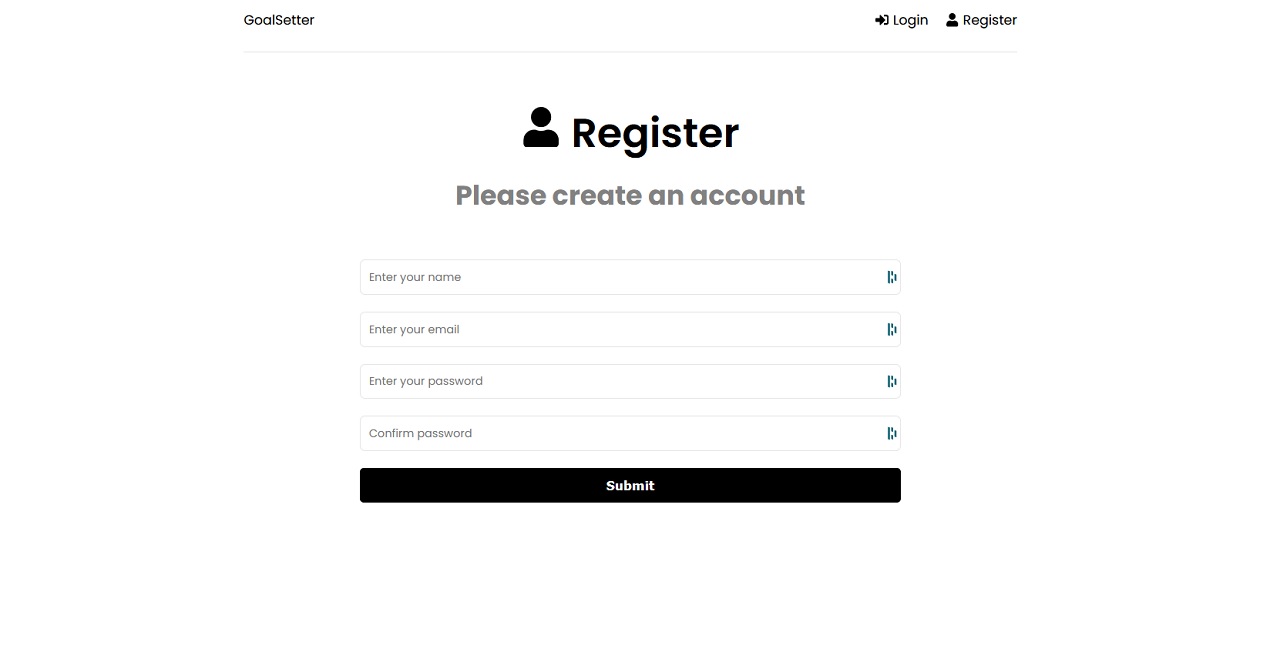 GoalSetter
Login
Register
Register
Please create an account
Enter your name
Enter your email
Enter your password
Confirm password
Submit